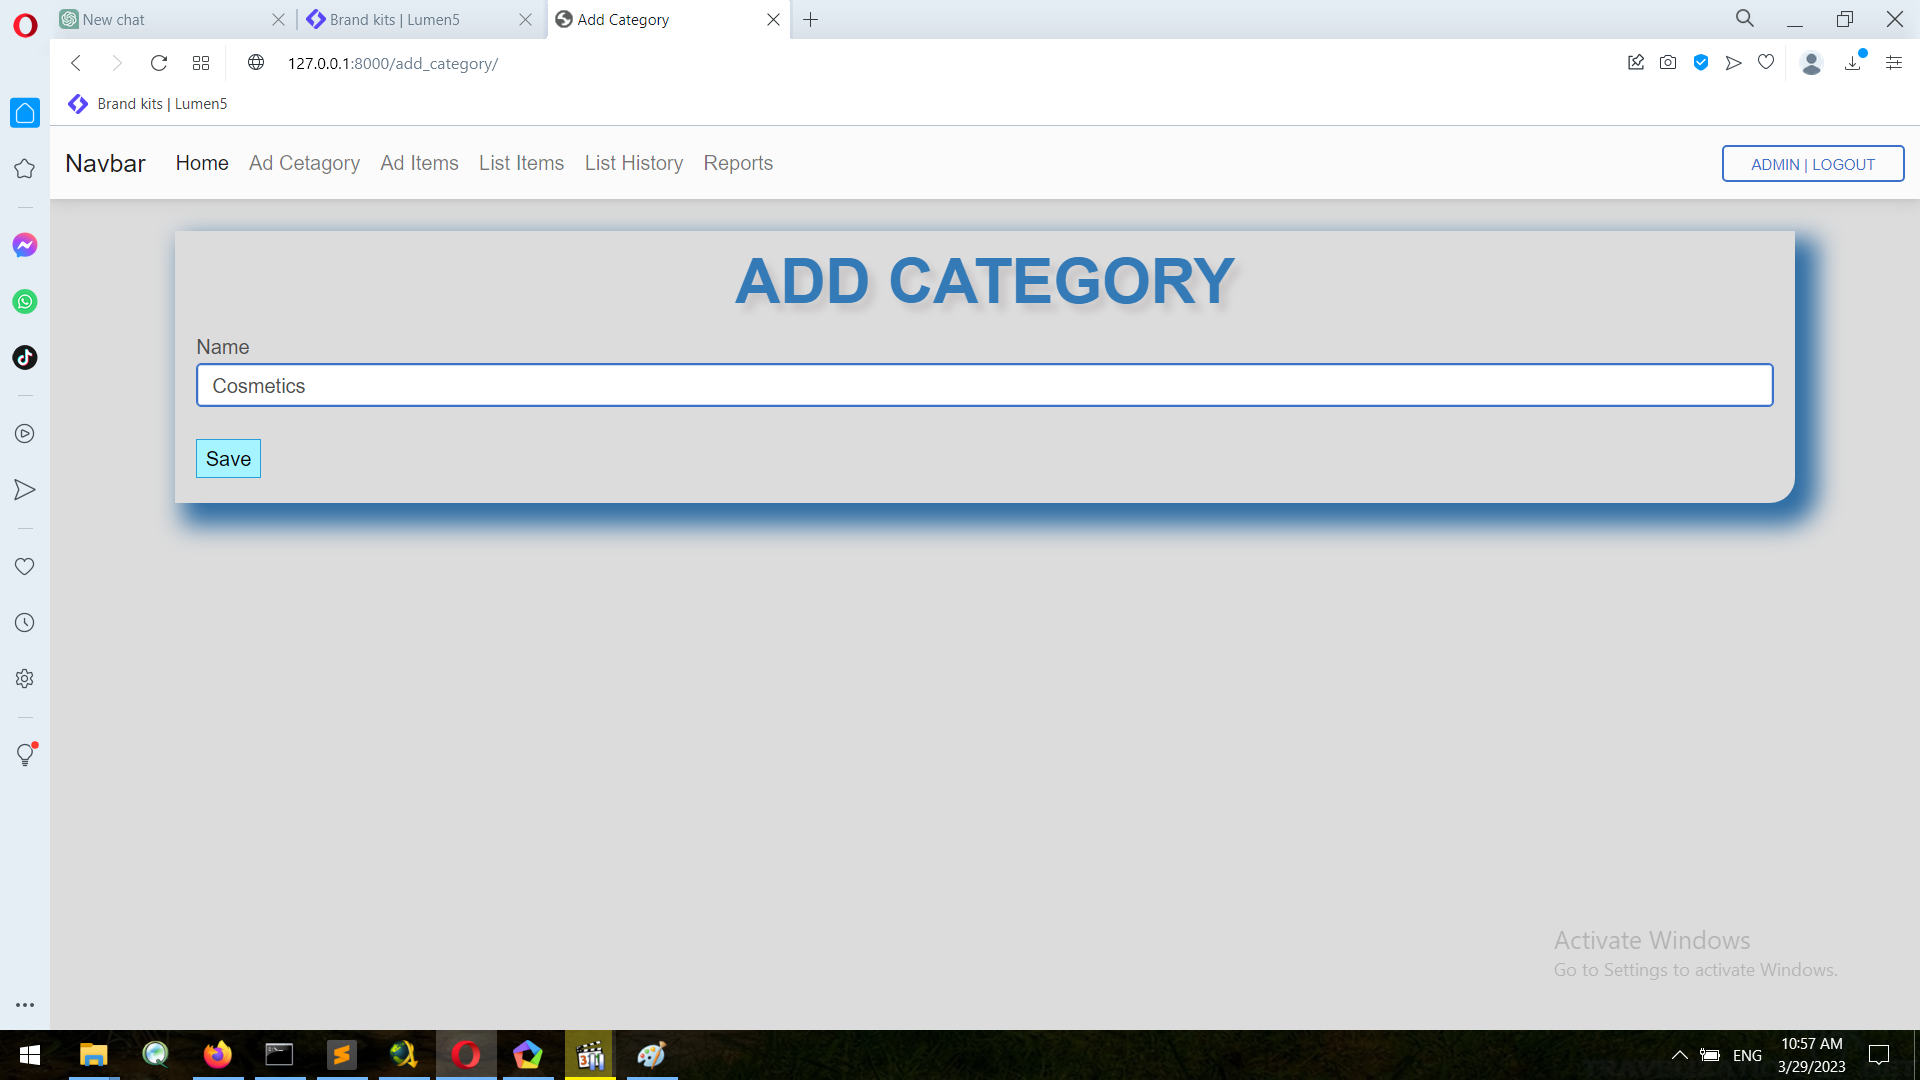 New chat
Brand kits | Lumen5
Add Category
127.0.0.1:8000/add_category/
Brand kits | Lumen5
Navbar Home Ad Cetagory Ad Items List Items List History Reports ADMIN | LOGOUT
ADD CATEGORY
Name
Cosmetics
Save
Activate Windows
Go to Settings to activate Windows.
ENG
10:57 AM
3/29/2023